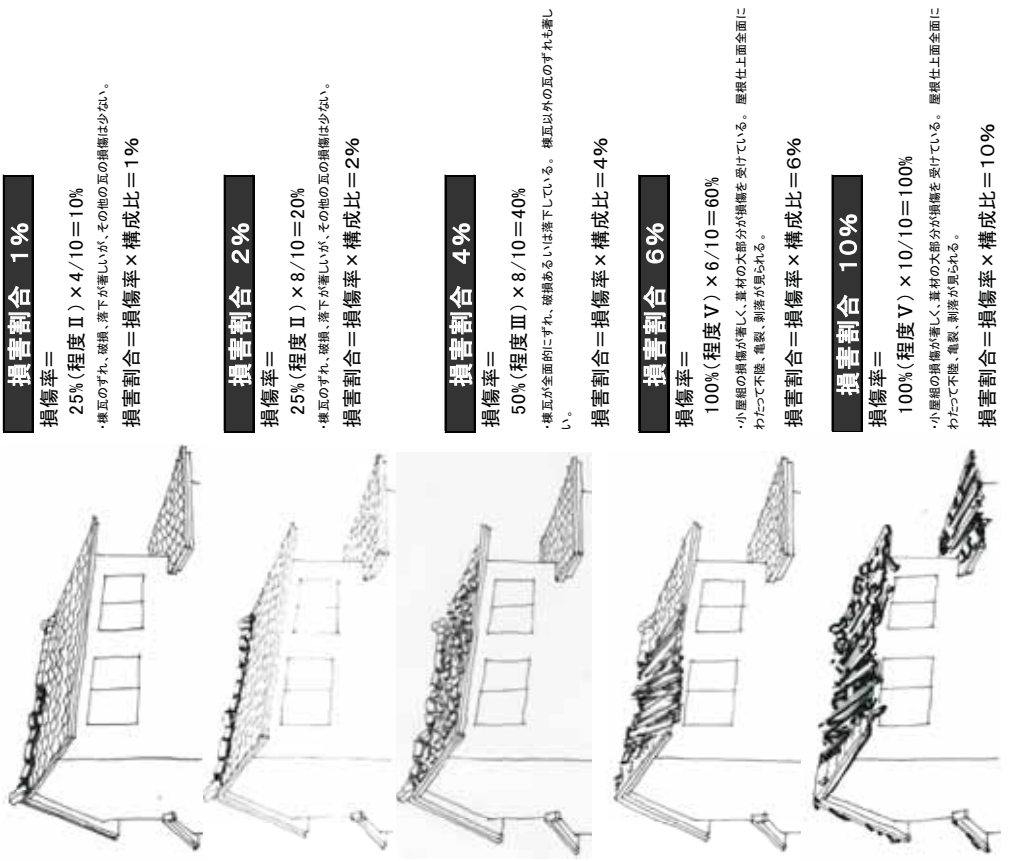 損害割合 1%
損傷率＝
25%(程度Ⅱ)×4/10＝10%
・棟瓦のずれ、破損、落下が著しいが、その他の瓦の損傷は少ない。
損害割合＝損傷率×構成比＝1%
損害割合 2%
損傷率＝
25%(程度Ⅱ)×8/10＝20%
・棟瓦のずれ、破損、落下が著しいが、その他の瓦の損傷は少ない。
損害割合＝損傷率×構成比＝2%
損害割合 4%
損傷率＝
50%(程度Ⅲ)×8/10＝40%
・棟瓦が全面的にずれ、破損あるいは落下している。 棟瓦以外の瓦のずれも著し
い。
損害割合＝損傷率×構成比＝4%
損害割合 6%
損傷率＝
100%(程度Ⅴ)×6/10＝60%
・小屋組の損傷が著しく、葺材の大部分が損傷を受けている。 屋根仕上面全面に
わたって不陸、亀裂、剥落が見られる。
損害割合＝損傷率×構成比＝6%
損害割合 10%
損傷率＝
100%(程度Ⅴ)×10/10＝100%
・小屋組の損傷が著しく、葺材の大部分が損傷を受けている。 屋根仕上面全面に
わたって不陸、亀裂、剥落が見られる。
損害割合＝損傷率×構成比＝10%